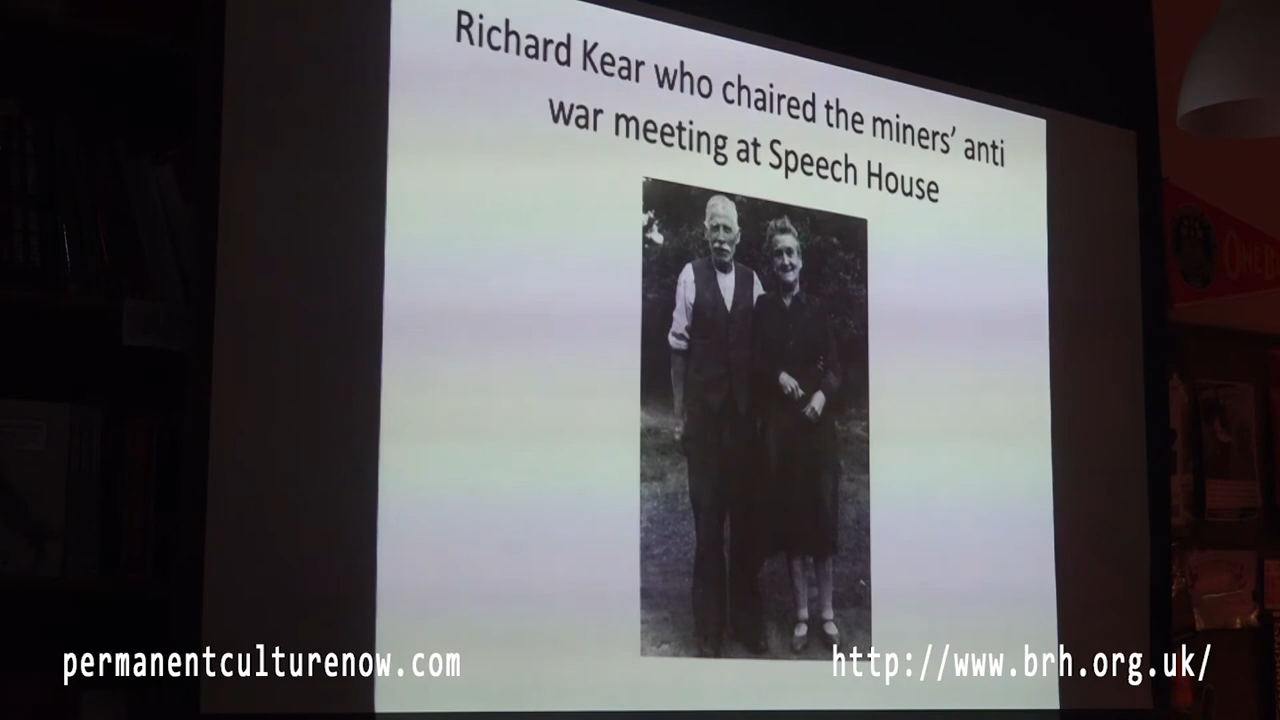 Richard Kear who chaired the miners' anti
war meeting at Speech House
permanentculturenow.com
http://www.brh.org.uk/